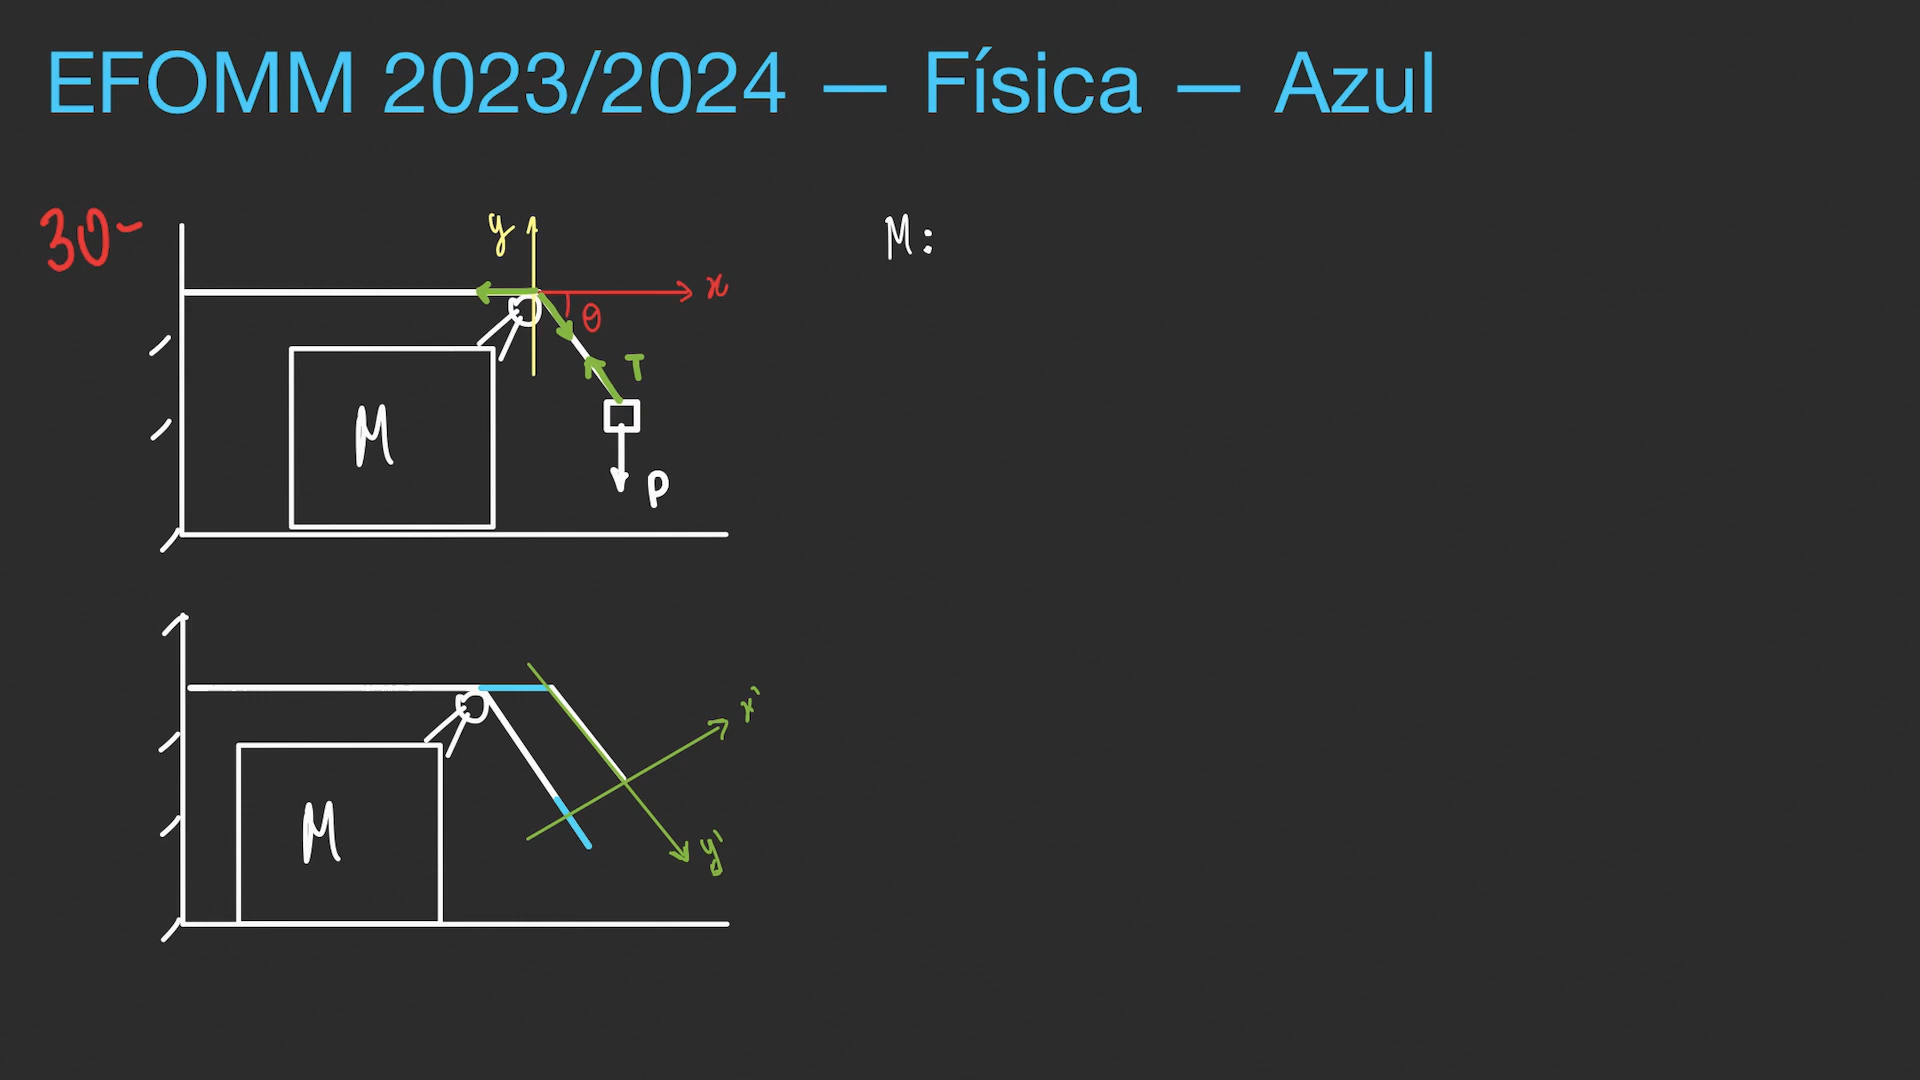 EFOMM 2023/2024 — Física — Azul
30-
y
x
M:
θ
T
M
P
x'
M
y'